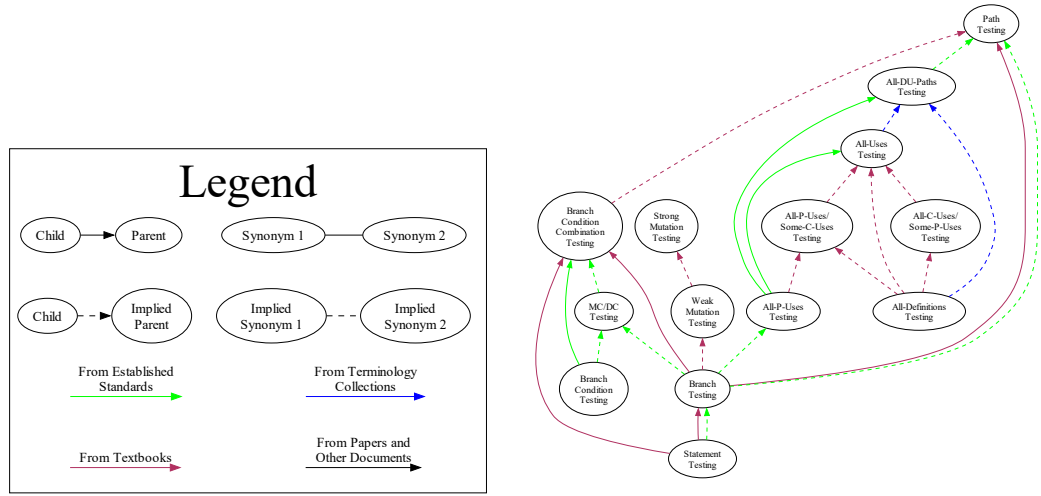 Legend
Child
Parent
Synonym 1
Synonym 2
Child
Implied
Parent
Implied
Synonym 1
Implied
Synonym 2
From Established
Standards
From Terminology
Collections
From Textbooks
From Papers and
Other Documents
Path
Testing
All-DU-Paths
Testing
All-Uses
Testing
Branch
Condition
Combination
Testing
Strong
Mutation
Testing
All-P-Uses/
Some-C-Uses
Testing
All-C-Uses/
Some-P-Uses
Testing
MC/DC
Testing
Weak
Mutation
Testing
All-P-Uses
Testing
All-Definitions
Testing
Branch
Condition
Testing
Branch
Testing
Statement
Testing